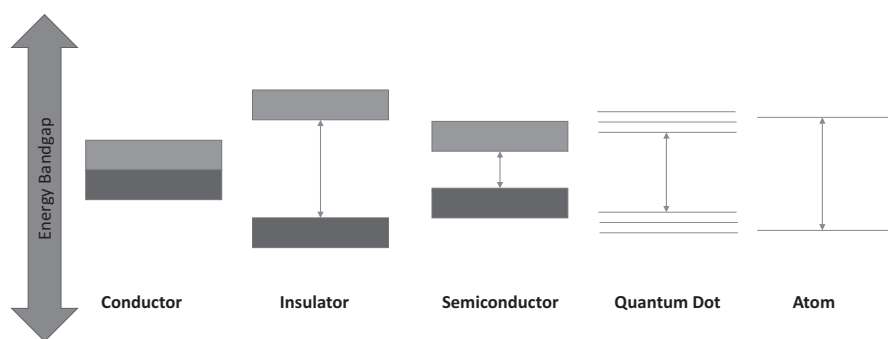 Energy Bandgap
Conductor
Insulator
Semiconductor
Quantum Dot
Atom